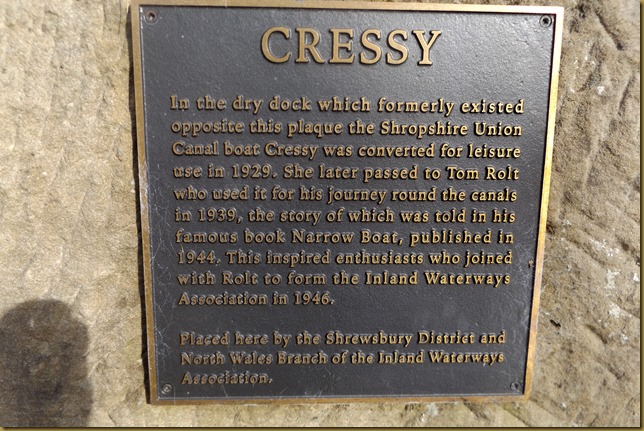 CRESSY
In the dry dock which formerly existed
opposite this plaque the Shropshire Union
Canal boat Cressy was converted for leisure
use in 1929. She later passed to Tom Rolt
who used it for his journey round the canals
in 1939, the story of which was told in his
famous book Narrow Boat, published in
1944. This inspired enthusiasts who joined
with Rolt to form the Inland Waterways
Association in 1946.
Placed here by the Shrewsbury District and
North Wales Branch of the Inland Waterways
Association.